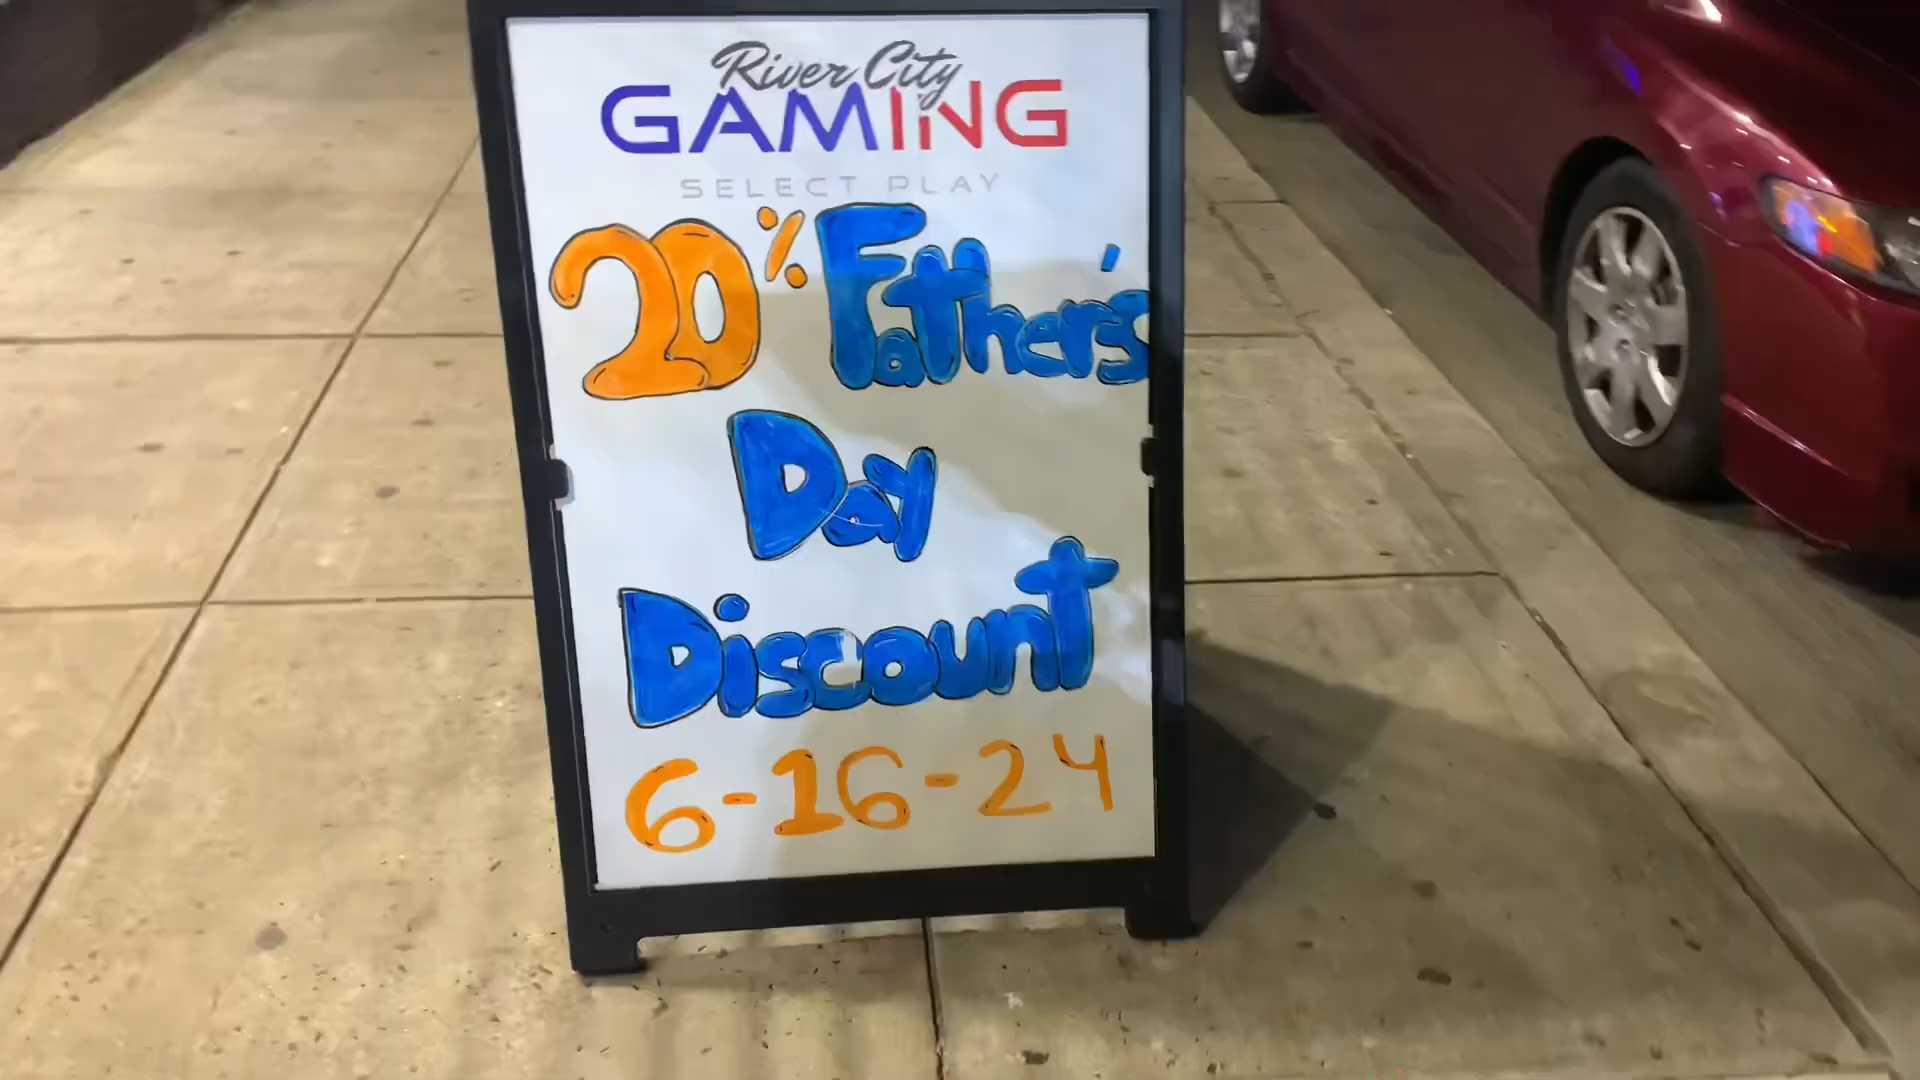 River City
GAMING
SELECT PLAY
20% Father's
Day
Discount
6-16-24